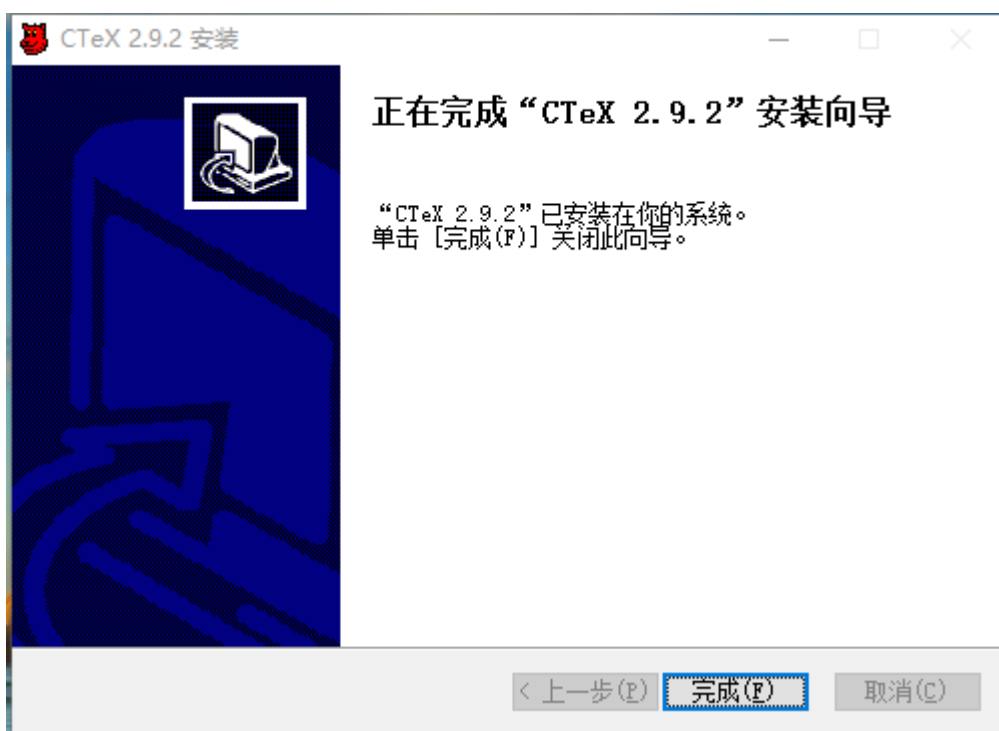 CTeX 2.9.2 安装
正在完成“CTeX 2.9.2”安装向导
“CTeX 2.9.2”已安装在你的系统。
单击 [完成(F)] 关闭此向导。
< 上一步(P)
完成(F)
取消(C)